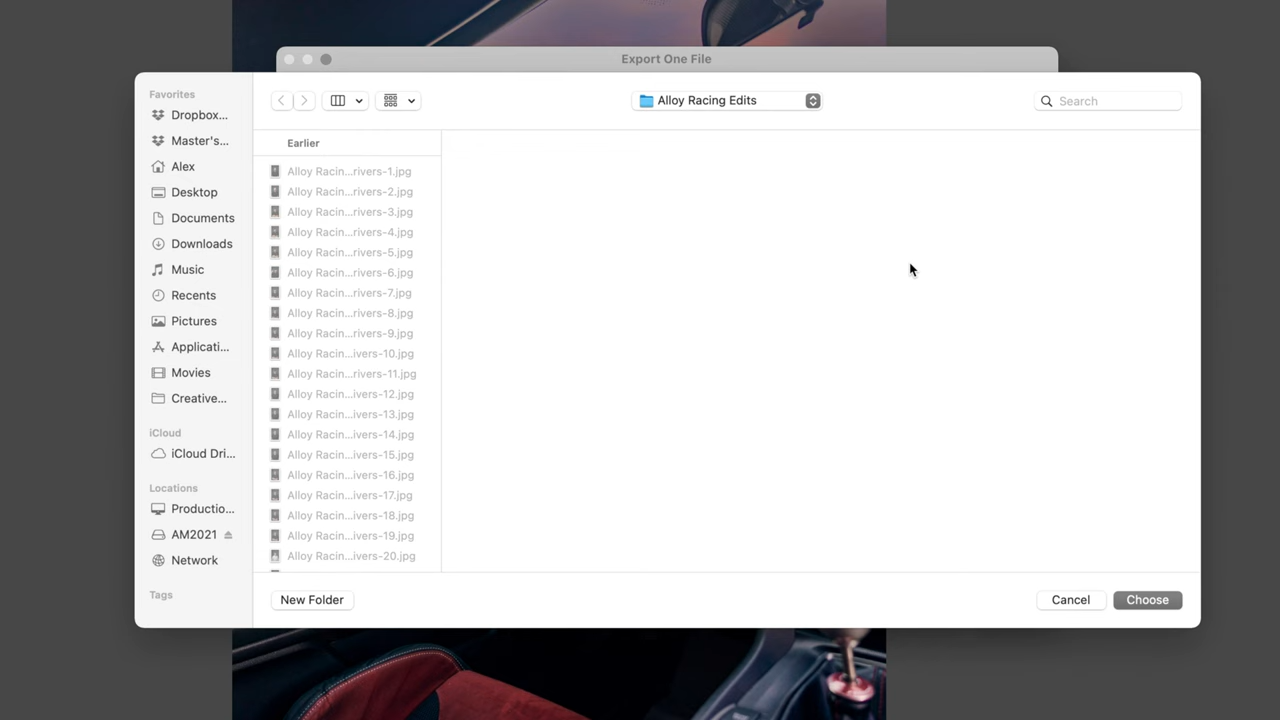 Export One File
Favorites
Dropbox...
Master's...
Alex
Desktop
Documents
Downloads
Music
Recents
Pictures
Applicati...
Movies
Creative...
iCloud
iCloud Dri...
Locations
Productio...
AM2021
Network
Tags
Alloy Racing Edits
Search
Earlier
Alloy Racin...rivers-1.jpg
Alloy Racin...rivers-2.jpg
Alloy Racin...rivers-3.jpg
Alloy Racin...rivers-4.jpg
Alloy Racin...rivers-5.jpg
Alloy Racin...rivers-6.jpg
Alloy Racin...rivers-7.jpg
Alloy Racin...rivers-8.jpg
Alloy Racin...rivers-9.jpg
Alloy Racin...ivers-10.jpg
Alloy Racin...rivers-11.jpg
Alloy Racin...ivers-12.jpg
Alloy Racin...ivers-13.jpg
Alloy Racin...ivers-14.jpg
Alloy Racin...ivers-15.jpg
Alloy Racin...ivers-16.jpg
Alloy Racin...ivers-17.jpg
Alloy Racin...ivers-18.jpg
Alloy Racin...ivers-19.jpg
Alloy Racin...ivers-20.jpg
New Folder
Cancel
Choose